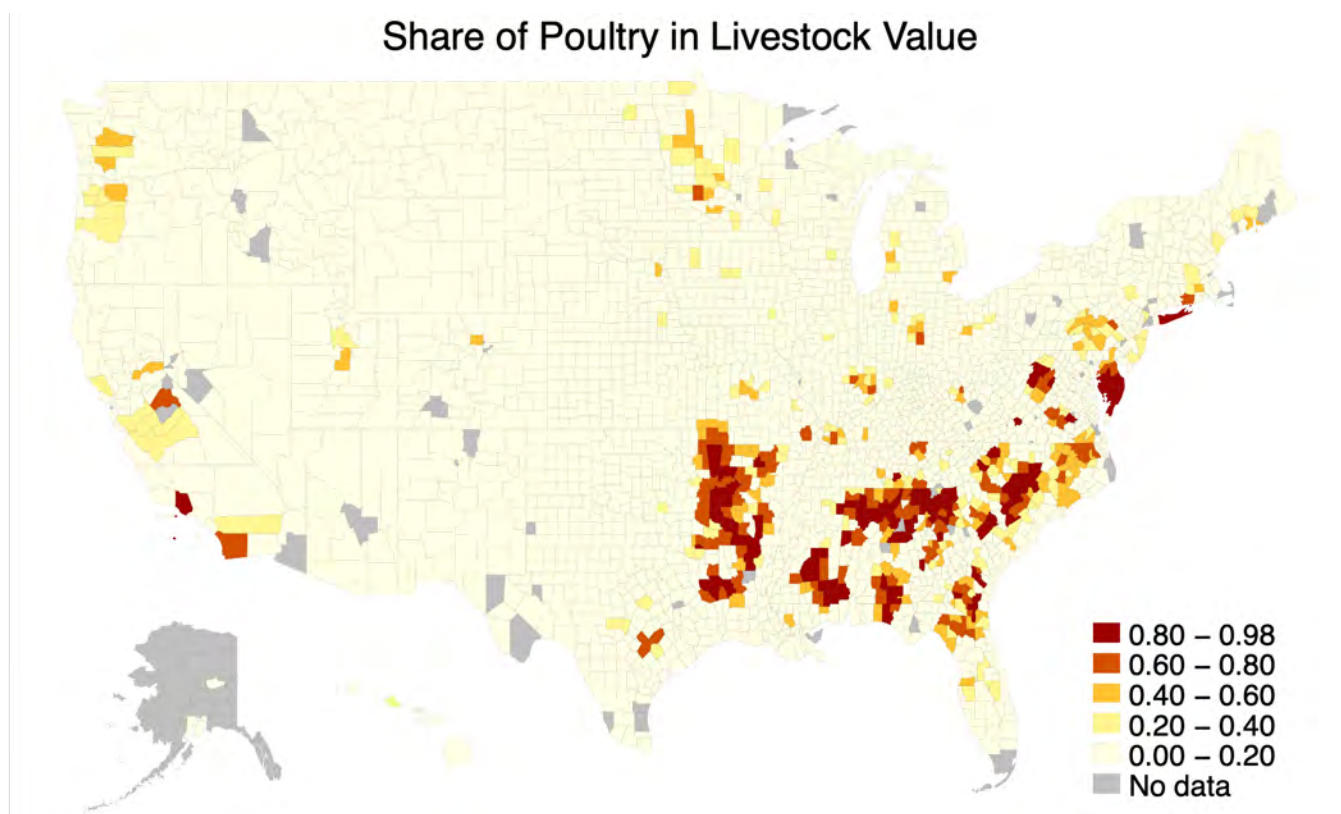 Share of Poultry in Livestock Value
0.80 – 0.98
0.60 – 0.80
0.40 – 0.60
0.20 – 0.40
0.00 – 0.20
No data